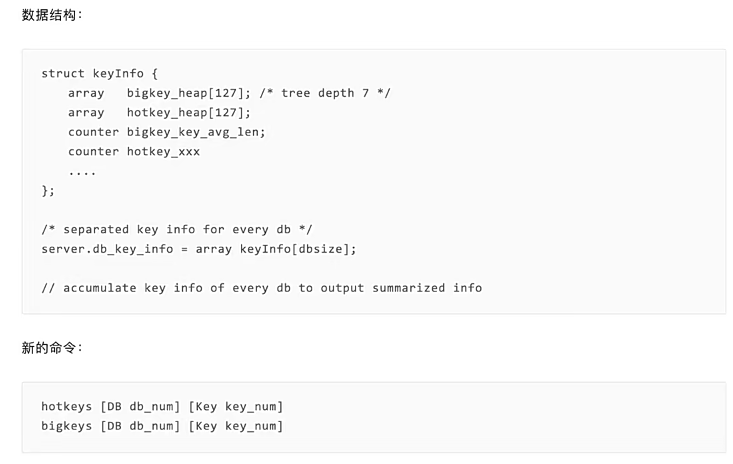 数据结构：
struct keyInfo {
    array   bigkey_heap[127]; /* tree depth 7 */
    array   hotkey_heap[127];
    counter bigkey_key_avg_len;
    counter hotkey_xxx
    ....
};
/* separated key info for every db */
server.db_key_info = array keyInfo[dbsize];
// accumulate key info of every db to output summarized info
新的命令：
hotkeys [DB db_num] [Key key_num]
bigkeys [DB db_num] [Key key_num]